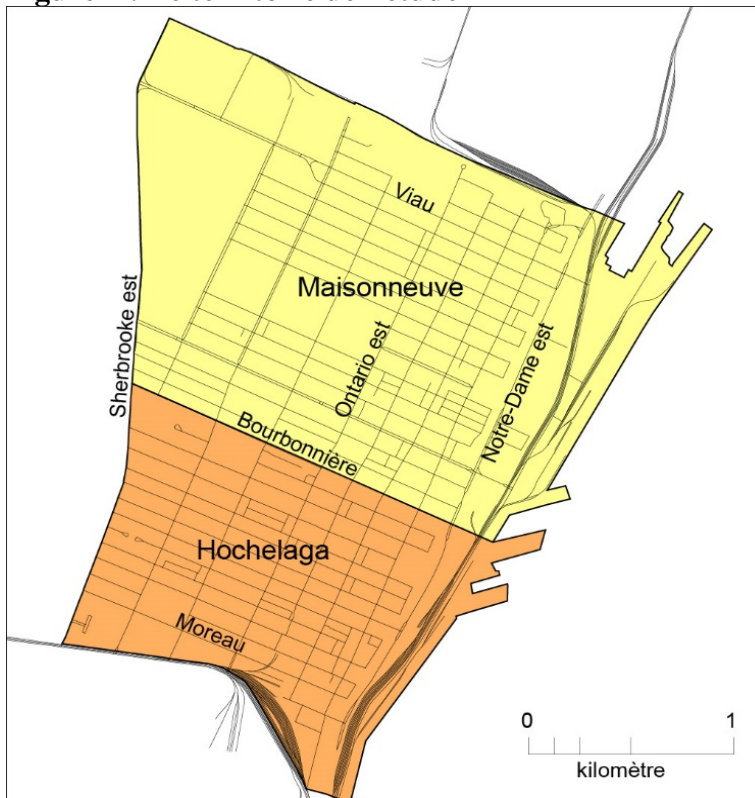 Viau
Maisonneuve
Sherbrooke est
Ontario est
Notre-Dame est
Bourbonnière
Hochelaga
Moreau
0 1
kilomètre